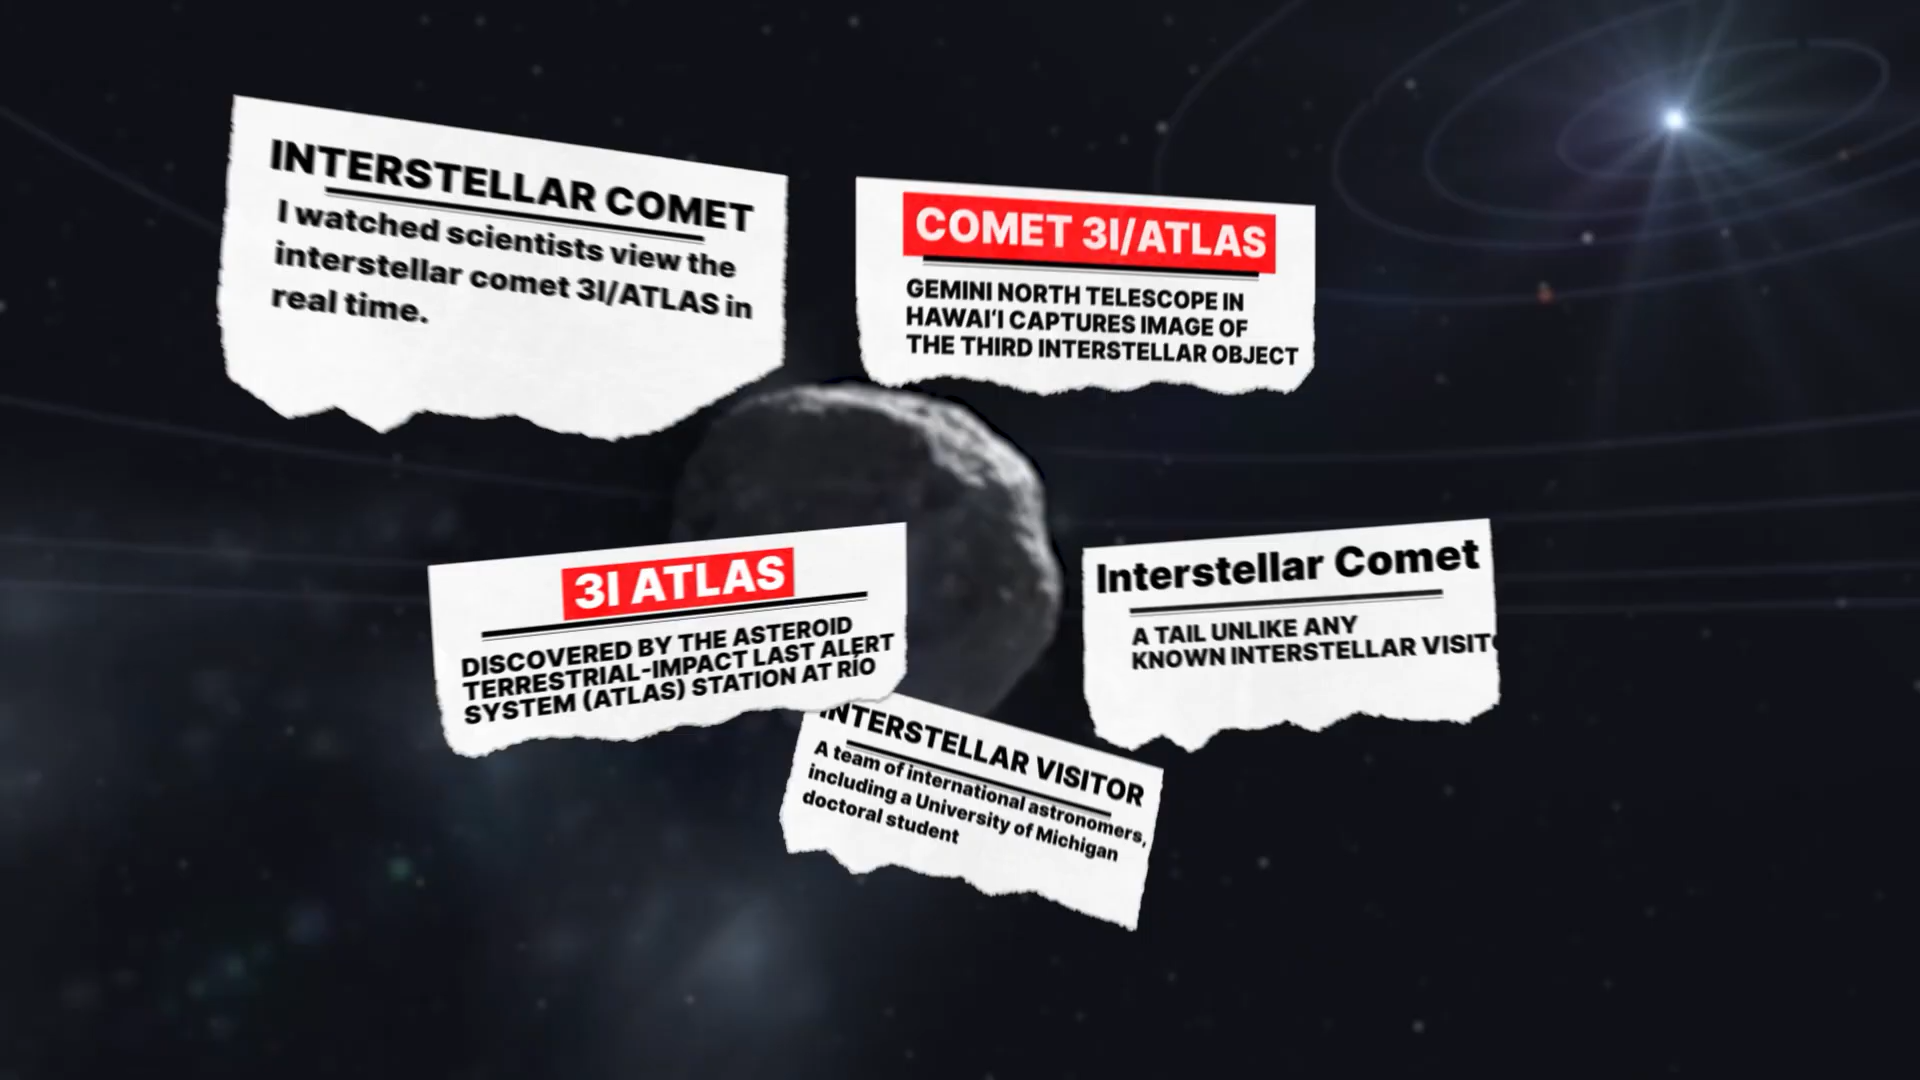 INTERSTELLAR COMET
I watched scientists view the
interstellar comet 3I/ATLAS in
real time.
COMET 3I/ATLAS
GEMINI NORTH TELESCOPE IN
HAWAI‘I CAPTURES IMAGE OF
THE THIRD INTERSTELLAR OBJECT
3I ATLAS
DISCOVERED BY THE ASTEROID
TERRESTRIAL-IMPACT LAST ALERT
SYSTEM (ATLAS) STATION AT RÍO
Interstellar Comet
A TAIL UNLIKE ANY
KNOWN INTERSTELLAR
INTERSTELLAR VISITOR
A team of international astronomers,
including a University of Michigan
doctoral student